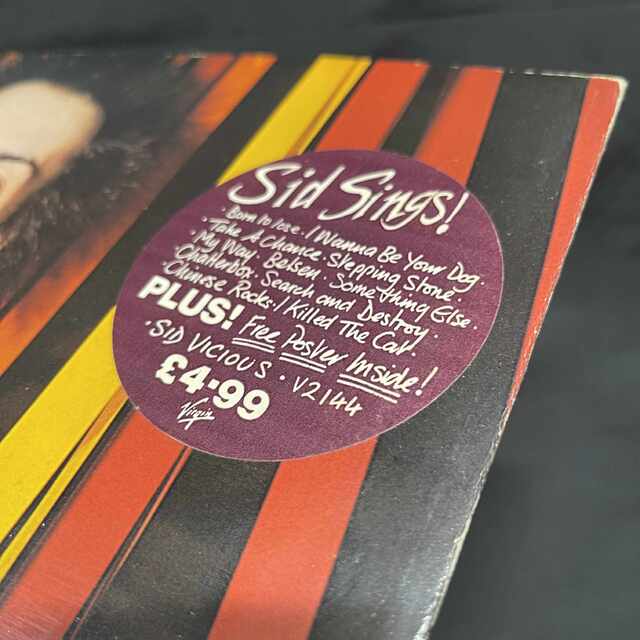 Sid Sings!
· Born to lose · I Wanna Be Your Dog.
· Take A Chance · Stepping Stone ·
My Way · Belsen · Something Else ·
Chatterbox · Search and Destroy ·
Chinese Rocks · I Killed The Cat.
PLUS! Free Poster Inside!
· SID VICIOUS · V2144
£4·99
Virgin